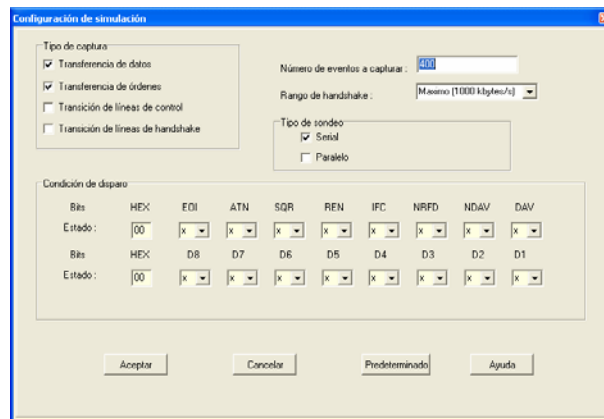 Configuración de simulación
Tipo de captura
Transferencia de datos
Transferencia de órdenes
Transición de líneas de control
Transición de líneas de handshake
Número de eventos a capturar :
400
Rango de handshake :
Maximo (1000 kbytes/s)
Tipo de sondeo
Serial
Paralelo
Condición de disparo
Bits HEX EOI ATN SQR REN IFC NRFD NDAV DAV
Estado : 00 x x x x x x x x
Bits HEX D8 D7 D6 D5 D4 D3 D2 D1
Estado : 00 x x x x x x x x
Aceptar Cancelar Predeterminado Ayuda